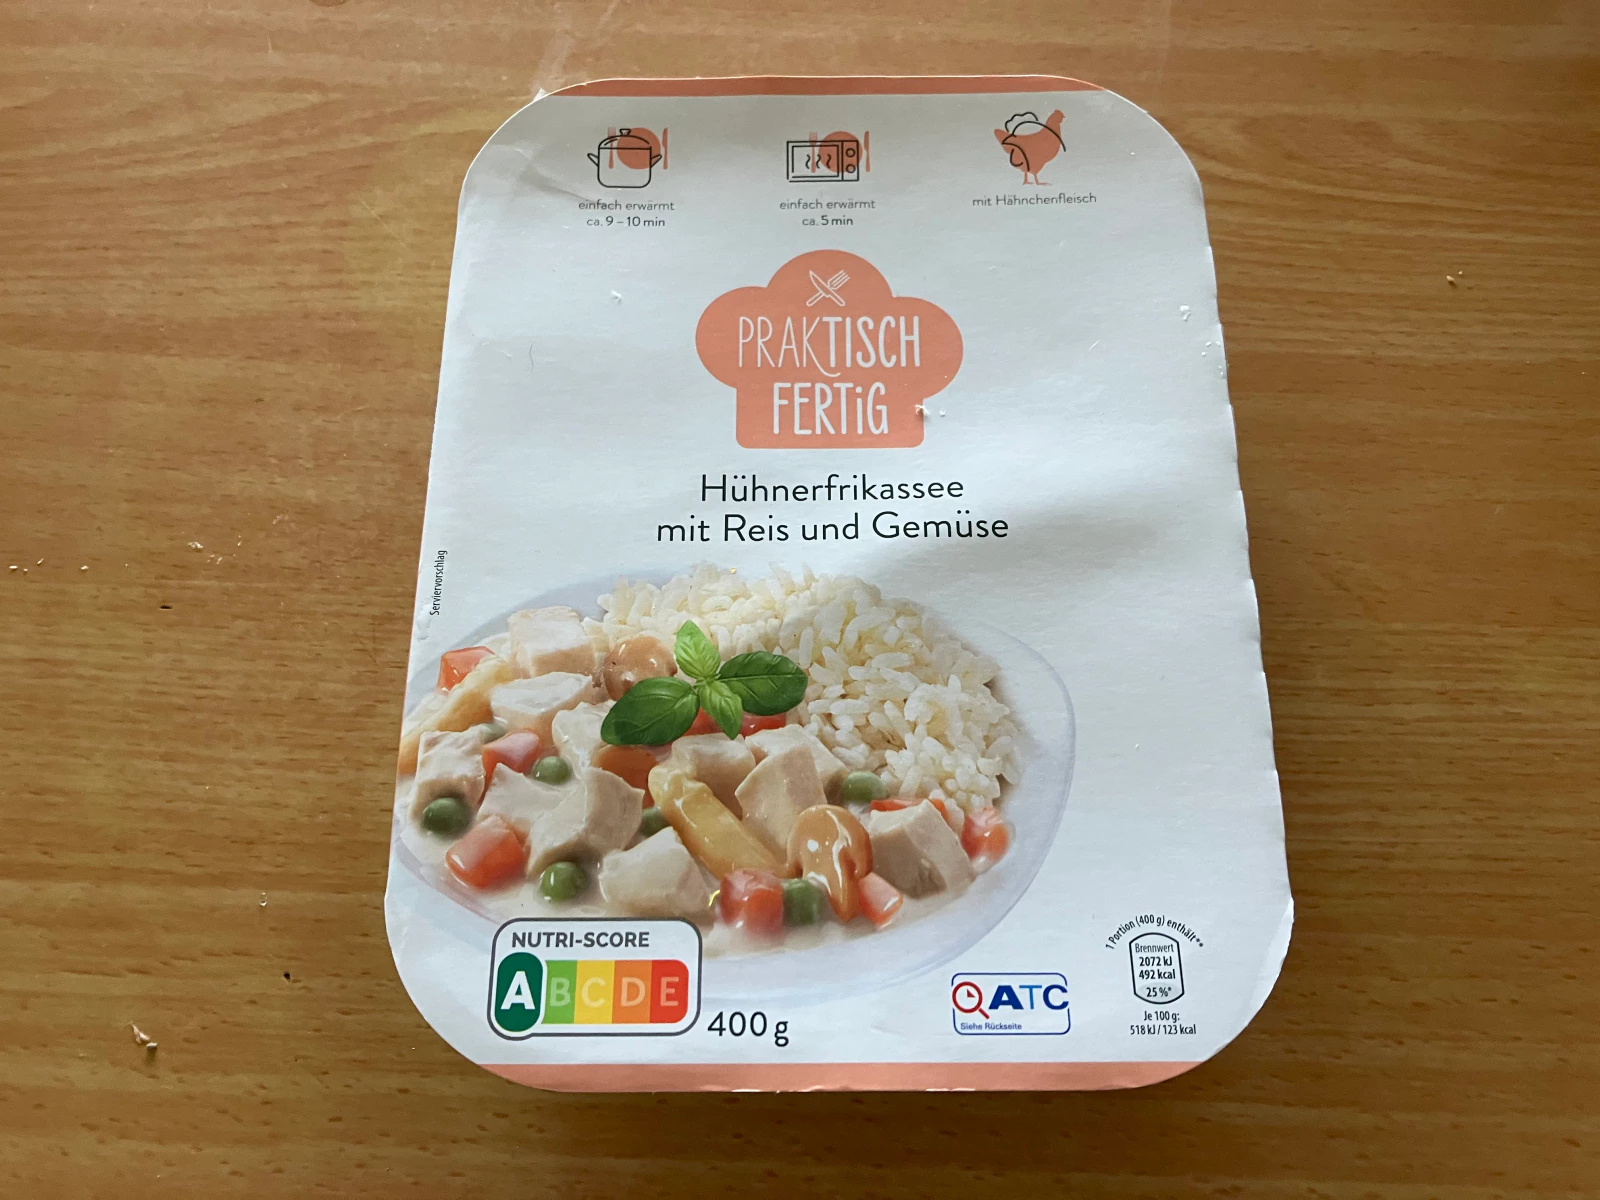 einfach erwärmt
ca. 9 – 10 min
einfach erwärmt
ca. 5 min
mit Hähnchenfleisch
PRAKTISCH
FERTiG
Hühnerfrikassee
mit Reis und Gemüse
Serviervorschlag
NUTRI-SCORE
A B C D E
400 g
ATC
Siehe Rückseite
1 Portion (400 g) enthält**
Brennwert
2072 kJ
492 kcal
25 %*
Je 100 g:
518 kJ / 123 kcal